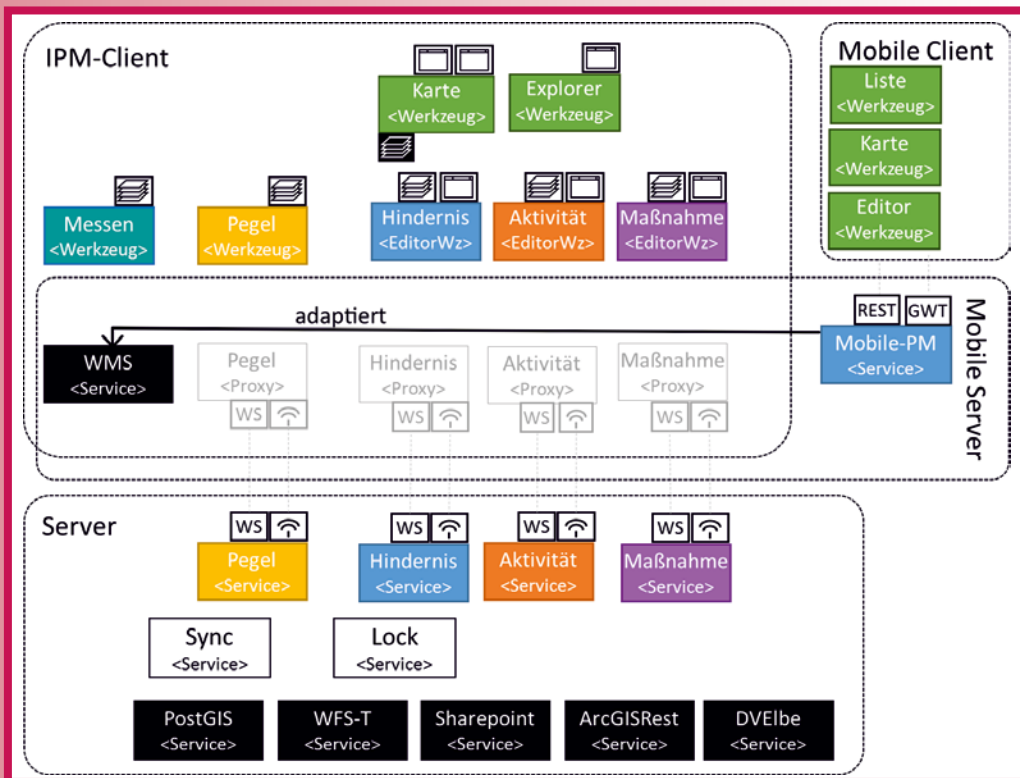 IPM-Client
Mobile Client
Karte
<Werkzeug>
Explorer
<Werkzeug>
Liste
<Werkzeug>
Karte
<Werkzeug>
Editor
<Werkzeug>
Messen
<Werkzeug>
Pegel
<Werkzeug>
Hindernis
<EditorWz>
Aktivität
<EditorWz>
Maßnahme
<EditorWz>
adaptiert
REST
GWT
Mobile-PM
<Service>
Mobile Server
WMS
<Service>
Pegel
<Proxy>
WS
Hindernis
<Proxy>
WS
Aktivität
<Proxy>
WS
Maßnahme
<Proxy>
WS
Server
WS
Pegel
<Service>
WS
Hindernis
<Service>
WS
Aktivität
<Service>
WS
Maßnahme
<Service>
Sync
<Service>
Lock
<Service>
PostGIS
<Service>
WFS-T
<Service>
Sharepoint
<Service>
ArcGISRest
<Service>
DVElbe
<Service>